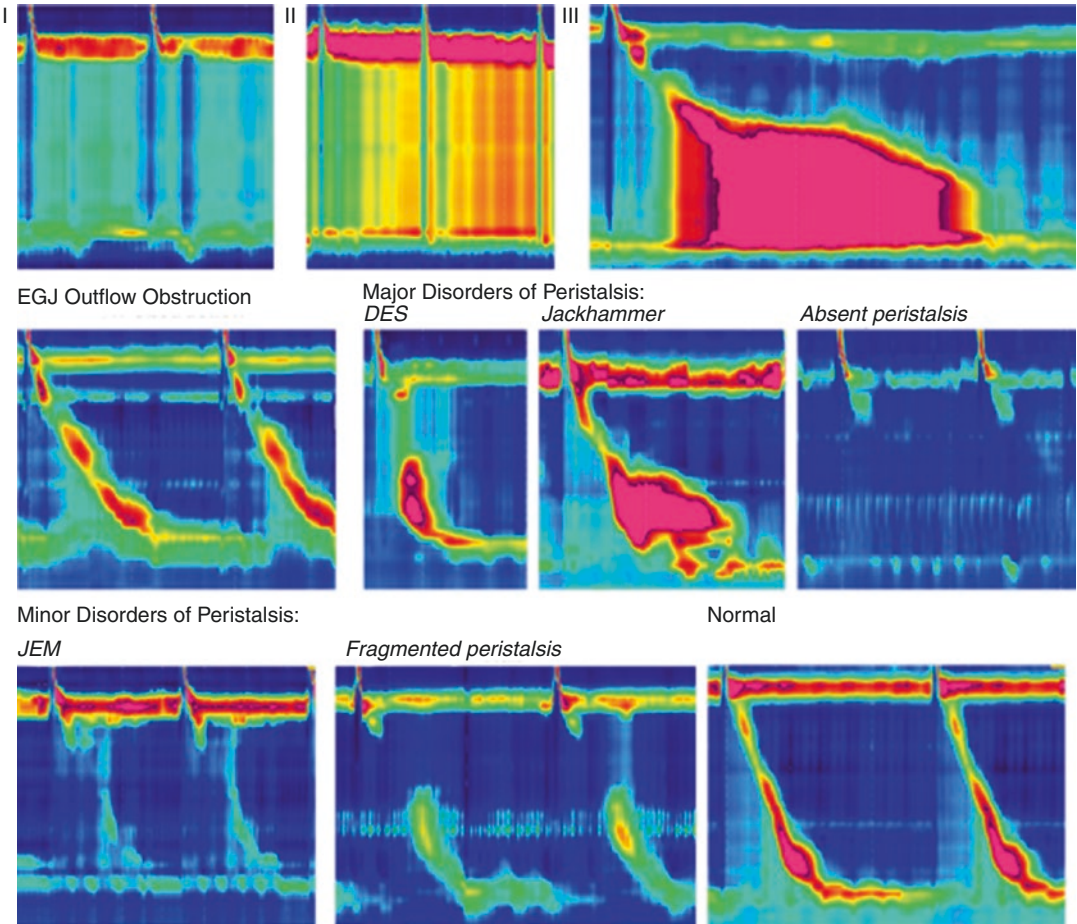 I
II
III
EGJ Outflow Obstruction
Major Disorders of Peristalsis:
DES
Jackhammer
Absent peristalsis
Minor Disorders of Peristalsis:
JEM
Fragmented peristalsis
Normal